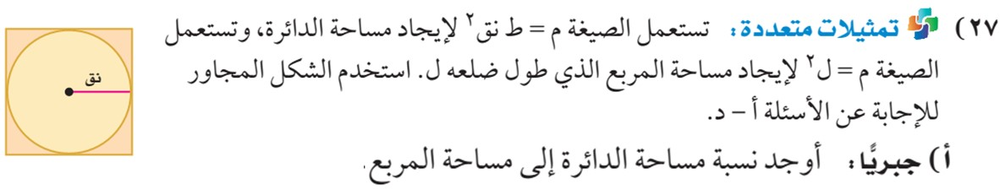 ٢٧) تمثيلات متعددة: تستعمل الصيغة م = ط نق٢ لإيجاد مساحة الدائرة، وتستعمل
الصيغة م = ل٢ لإيجاد مساحة المربع الذي طول ضلعه ل. استخدم الشكل المجاور
للإجابة عن الأسئلة أ – د.
أ) جبريًّا: أوجد نسبة مساحة الدائرة إلى مساحة المربع.
نق